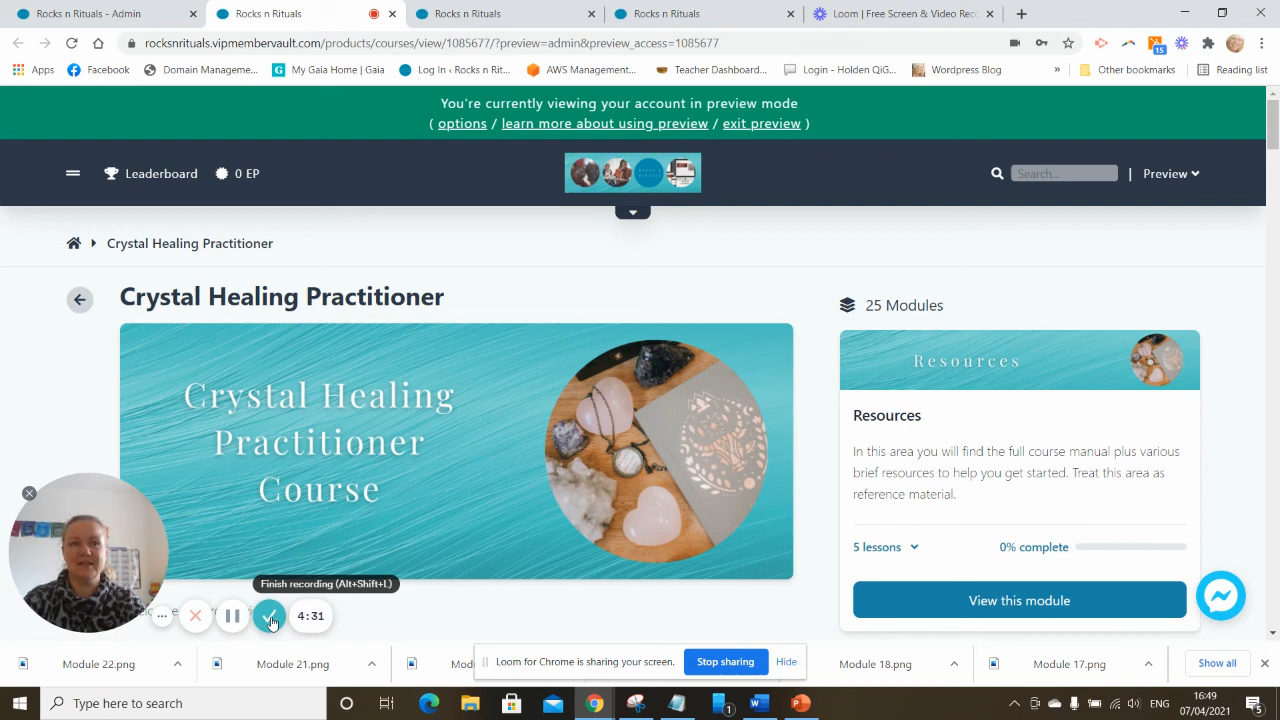 Rocks n Rituals - Admin
Rocks n Rituals
Rocks n Rituals
Rocks n Rituals
Loom | Free Screen & Video Rec
rocksnrituals.vipmembervault.com/products/courses/view/1085677/?preview=admin&preview_access=1085677
15
Apps
Facebook
Domain Manageme...
My Gaia Home | Gaia
Log In ‹ Rocks n Rit...
AWS Management...
Teacher Dashboard...
Login - Holden QiG...
Wordpress Blog
»
Other bookmarks
Reading list
You're currently viewing your account in preview mode
( options / learn more about using preview / exit preview )
Leaderboard
0 EP
Search...
| Preview
Crystal Healing Practitioner
Crystal Healing Practitioner
Crystal Healing
Practitioner
Course
25 Modules
Resources
Resources
In this area you will find the full course manual plus various
brief resources to help you get started. Treat this area as
reference material.
5 lessons
0% complete
View this module
Finish recording (Alt+Shift+L)
4:31
Module 22.png
Module 21.png
Loom for Chrome is sharing your screen.
Stop sharing
Hide
Module 18.png
Module 17.png
Show all
Type here to search
1
ENG
16:49
07/04/2021
5